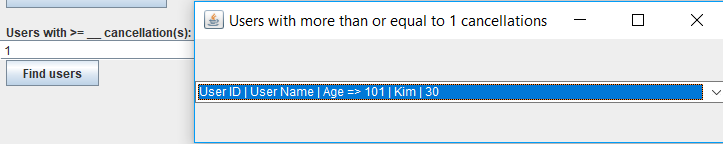 Users with >= __ cancellation(s):
1
Find users
Users with more than or equal to 1 cancellations
User ID | User Name | Age => 101 | Kim | 30